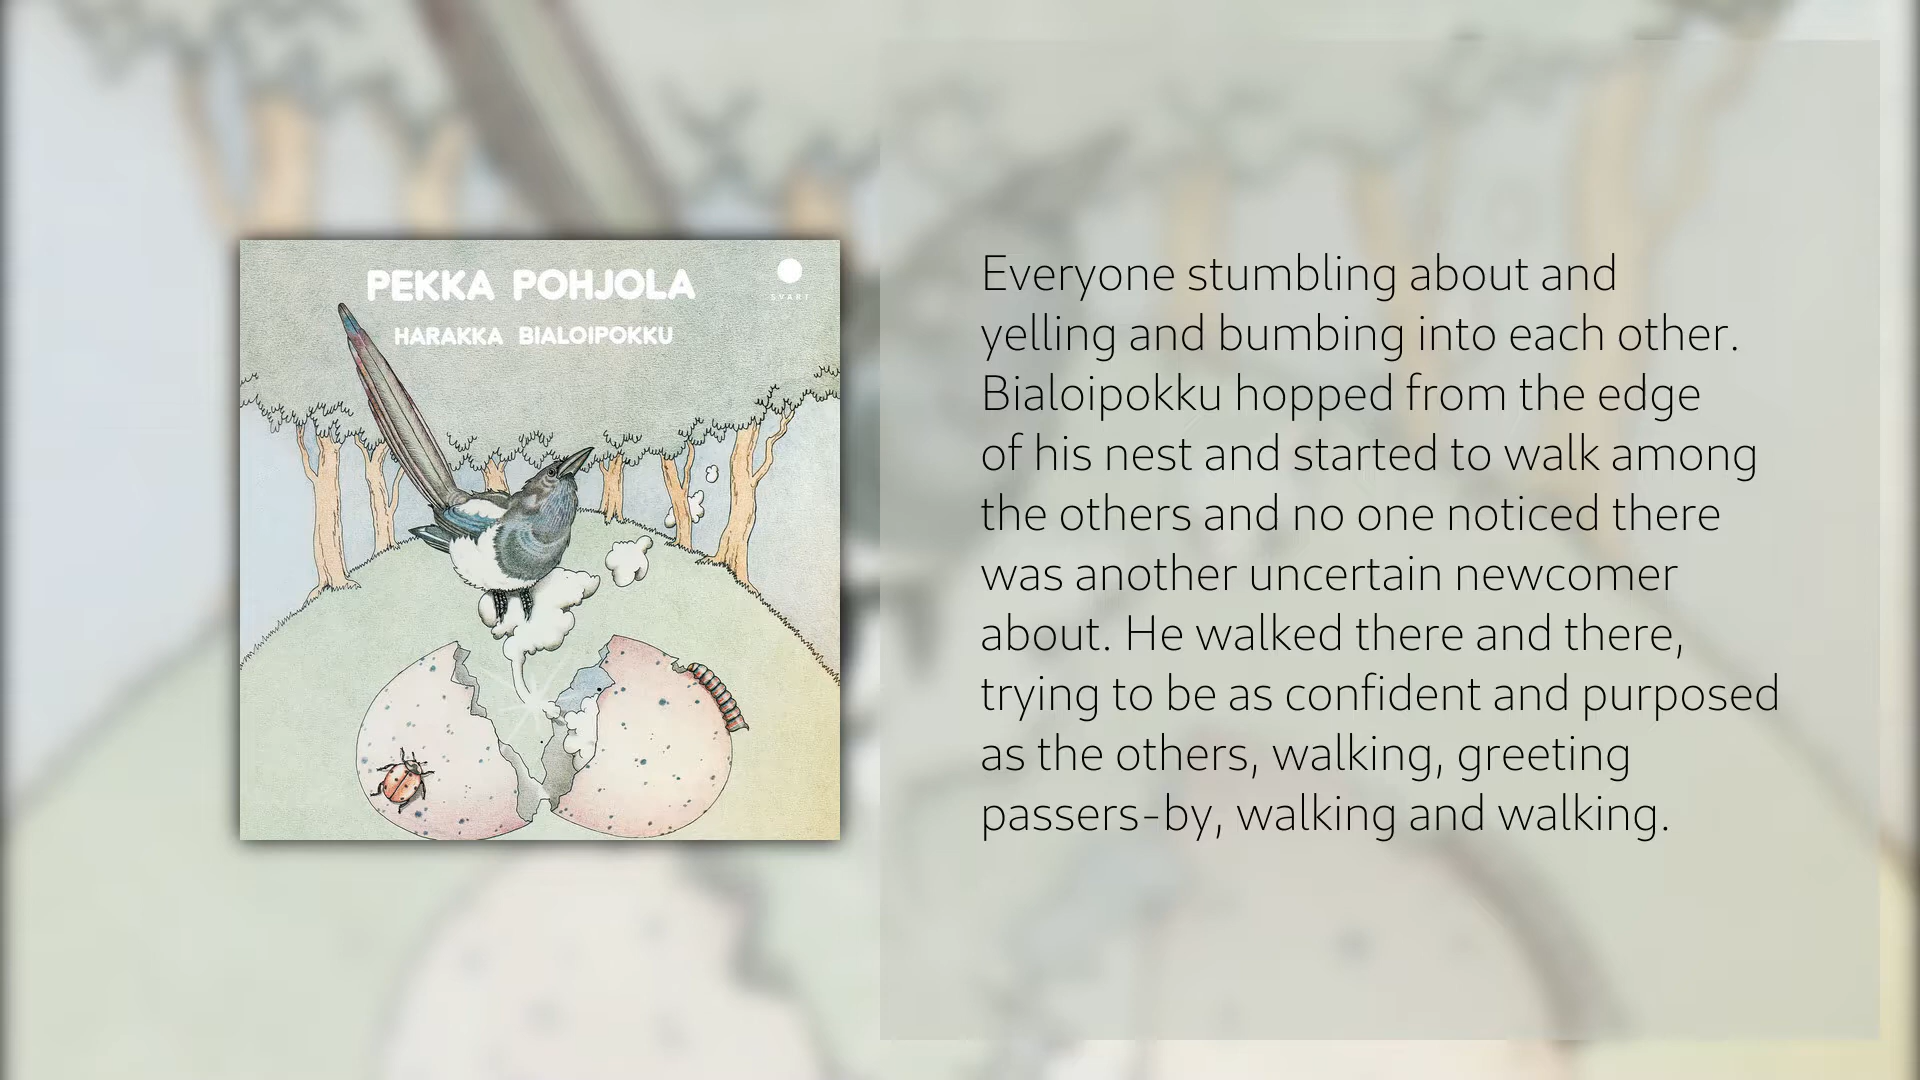 PEKKA POHJOLA
SVART
HARAKKA BIALOIPOKKU
Everyone stumbling about and
yelling and bumbing into each other.
Bialoipokku hopped from the edge
of his nest and started to walk among
the others and no one noticed there
was another uncertain newcomer
about. He walked there and there,
trying to be as confident and purposed
as the others, walking, greeting
passers-by, walking and walking.